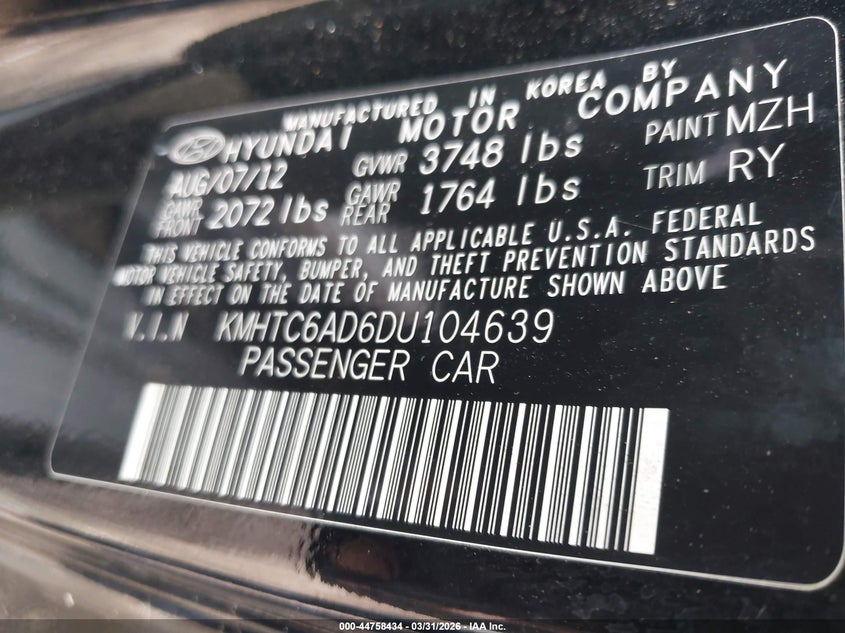 MANUFACTURED IN KOREA BY
HYUNDAI MOTOR COMPANY
AUG/07/12 GVWR 3748 lbs PAINT MZH
GAWR FRONT 2072 lbs GAWR REAR 1764 lbs TRIM RY
THIS VEHICLE CONFORMS TO ALL APPLICABLE U.S.A. FEDERAL
MOTOR VEHICLE SAFETY, BUMPER, AND THEFT PREVENTION STANDARDS
IN EFFECT ON THE DATE OF MANUFACTURE SHOWN ABOVE
V.I.N KMHTC6AD6DU104639
PASSENGER CAR
000-44758434 - 03/31/2026 - IAA Inc.